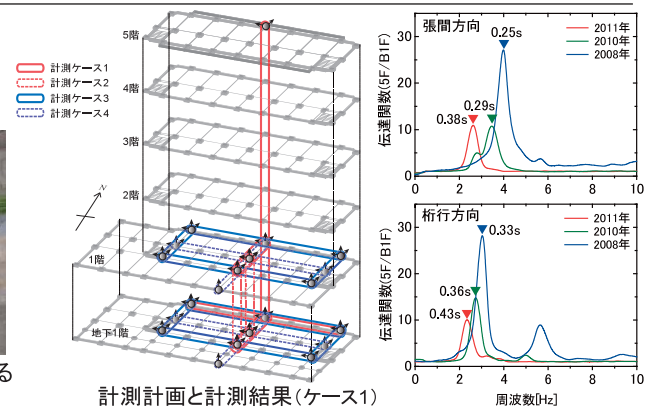 計測ケース1
計測ケース2
計測ケース3
計測ケース4
5階
4階
3階
2階
1階
地下1階
N
る
計測計画と計測結果（ケース1）
張間方向
0.25s
0.29s
0.38s
2011年
2010年
2008年
伝達関数(5F/B1F)
30
20
10
0
0 2 4 6 8 10
桁行方向
0.33s
0.36s
0.43s
2011年
2010年
2008年
伝達関数(5F/B1F)
30
20
10
0
0 2 4 6 8 10
周波数[Hz]